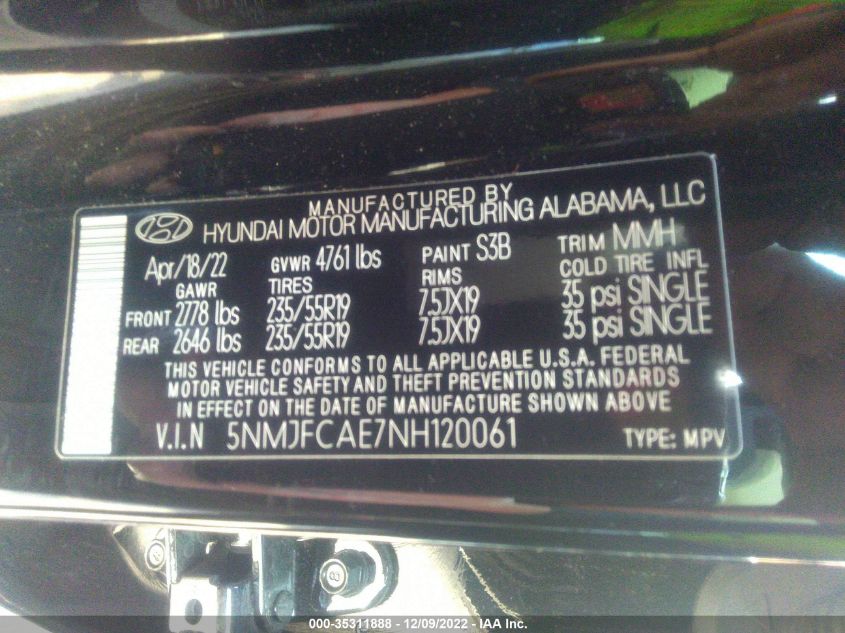 MANUFACTURED BY
HYUNDAI MOTOR MANUFACTURING ALABAMA, LLC
Apr/18/22 GVWR 4761 lbs PAINT S3B TRIM MMH
GAWR TIRES RIMS COLD TIRE INFL
FRONT 2778 lbs 235/55R19 7.5JX19 35 psi SINGLE
REAR 2646 lbs 235/55R19 7.5JX19 35 psi SINGLE
THIS VEHICLE CONFORMS TO ALL APPLICABLE U.S.A. FEDERAL
MOTOR VEHICLE SAFETY AND THEFT PREVENTION STANDARDS
IN EFFECT ON THE DATE OF MANUFACTURE SHOWN ABOVE
V.I.N 5NMJFCAE7NH120061 TYPE: MPV
000-35311888 - 12/09/2022 - IAA Inc.